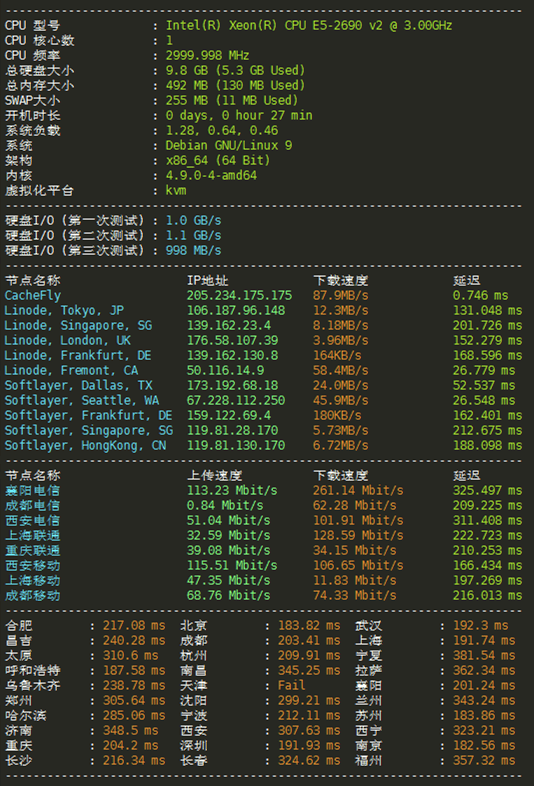 CPU 型号 : Intel(R) Xeon(R) CPU E5-2690 v2 @ 3.00GHz
CPU 核心数 : 1
CPU 频率 : 2999.998 MHz
总硬盘大小 : 9.8 GB (5.3 GB Used)
总内存大小 : 492 MB (130 MB Used)
SWAP大小 : 255 MB (11 MB Used)
开机时长 : 0 days, 0 hour 27 min
系统负载 : 1.28, 0.64, 0.46
系统 : Debian GNU/Linux 9
架构 : x86_64 (64 Bit)
内核 : 4.9.0-4-amd64
虚拟化平台 : kvm
硬盘I/O (第一次测试) : 1.0 GB/s
硬盘I/O (第二次测试) : 1.1 GB/s
硬盘I/O (第三次测试) : 998 MB/s
节点名称 IP地址 下载速度 延迟
CacheFly 205.234.175.175 87.9MB/s 0.746 ms
Linode, Tokyo, JP 106.187.96.148 12.3MB/s 131.048 ms
Linode, Singapore, SG 139.162.23.4 8.18MB/s 201.726 ms
Linode, London, UK 176.58.107.39 3.96MB/s 152.279 ms
Linode, Frankfurt, DE 139.162.130.8 164KB/s 168.596 ms
Linode, Fremont, CA 50.116.14.9 58.4MB/s 26.779 ms
Softlayer, Dallas, TX 173.192.68.18 24.0MB/s 52.537 ms
Softlayer, Seattle, WA 67.228.112.250 45.9MB/s 26.548 ms
Softlayer, Frankfurt, DE 159.122.69.4 180KB/s 162.401 ms
Softlayer, Singapore, SG 119.81.28.170 5.73MB/s 212.675 ms
Softlayer, HongKong, CN 119.81.130.170 6.72MB/s 188.098 ms
节点名称 上传速度 下载速度 延迟
襄阳电信 113.23 Mbit/s 261.14 Mbit/s 325.497 ms
成都电信 0.84 Mbit/s 62.28 Mbit/s 209.225 ms
西安电信 51.04 Mbit/s 101.91 Mbit/s 311.408 ms
上海联通 32.59 Mbit/s 128.59 Mbit/s 222.723 ms
重庆联通 39.08 Mbit/s 34.15 Mbit/s 210.253 ms
西安移动 115.51 Mbit/s 106.65 Mbit/s 166.434 ms
上海移动 47.35 Mbit/s 11.83 Mbit/s 197.269 ms
成都移动 68.76 Mbit/s 74.33 Mbit/s 216.013 ms
合肥 : 217.08 ms 北京 : 183.82 ms 武汉 : 192.3 ms
昌吉 : 240.28 ms 成都 : 203.41 ms 上海 : 191.74 ms
太原 : 310.6 ms 杭州 : 209.91 ms 宁夏 : 381.54 ms
呼和浩特 : 187.58 ms 南昌 : 345.25 ms 拉萨 : 362.34 ms
乌鲁木齐 : 238.78 ms 天津 : Fail 襄阳 : 201.24 ms
郑州 : 305.64 ms 沈阳 : 299.21 ms 兰州 : 343.24 ms
哈尔滨 : 285.06 ms 宁波 : 212.11 ms 苏州 : 183.86 ms
济南 : 348.5 ms 西安 : 307.63 ms 西宁 : 323.21 ms
重庆 : 204.2 ms 深圳 : 191.93 ms 南京 : 182.56 ms
长沙 : 216.34 ms 长春 : 324.62 ms 福州 : 357.32 ms